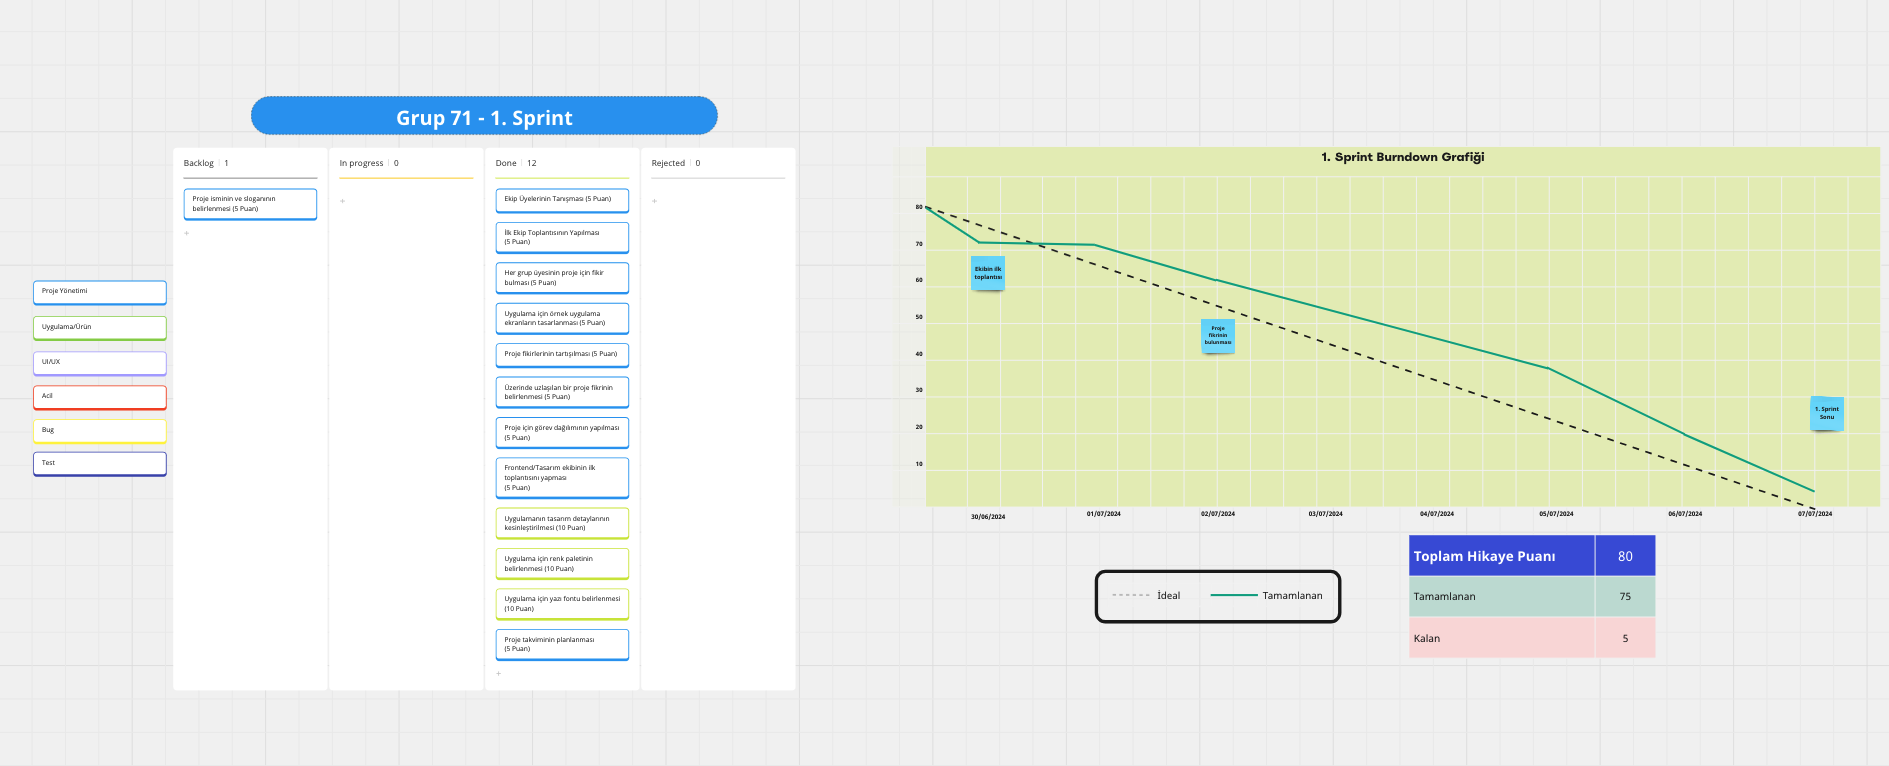 Grup 71 - 1. Sprint
Proje Yönetimi
Uygulama/Ürün
UI/UX
Acil
Bug
Test
Backlog 1
Proje isminin ve sloganının
belirlenmesi (5 Puan)
+
In progress 0
+
Done 12
Ekip Üyelerinin Tanışması (5 Puan)
İlk Ekip Toplantısının Yapılması
(5 Puan)
Her grup üyesinin proje için fikir
bulması (5 Puan)
Uygulama için örnek uygulama
ekranların tasarlanması (5 Puan)
Proje fikirlerinin tartışılması (5 Puan)
Üzerinde uzlaşılan bir proje fikrinin
belirlenmesi (5 Puan)
Proje için görev dağılımının yapılması
(5 Puan)
Frontend/Tasarım ekibinin ilk
toplantısını yapması
(5 Puan)
Uygulamanın tasarım detaylarının
kesinleştirilmesi (10 Puan)
Uygulama için renk paletinin
belirlenmesi (10 Puan)
Uygulama için yazı fontu belirlenmesi
(10 Puan)
Proje takviminin planlanması
(5 Puan)
+
Rejected 0
+
1. Sprint Burndown Grafiği
80
70
60
50
40
30
20
10
Ekibin ilk
toplantısı
Proje
fikrinin
bulunması
1. Sprint
Sonu
30/06/2024
01/07/2024
02/07/2024
03/07/2024
04/07/2024
05/07/2024
06/07/2024
07/07/2024
İdeal
Tamamlanan
Toplam Hikaye Puanı 80
Tamamlanan 75
Kalan 5